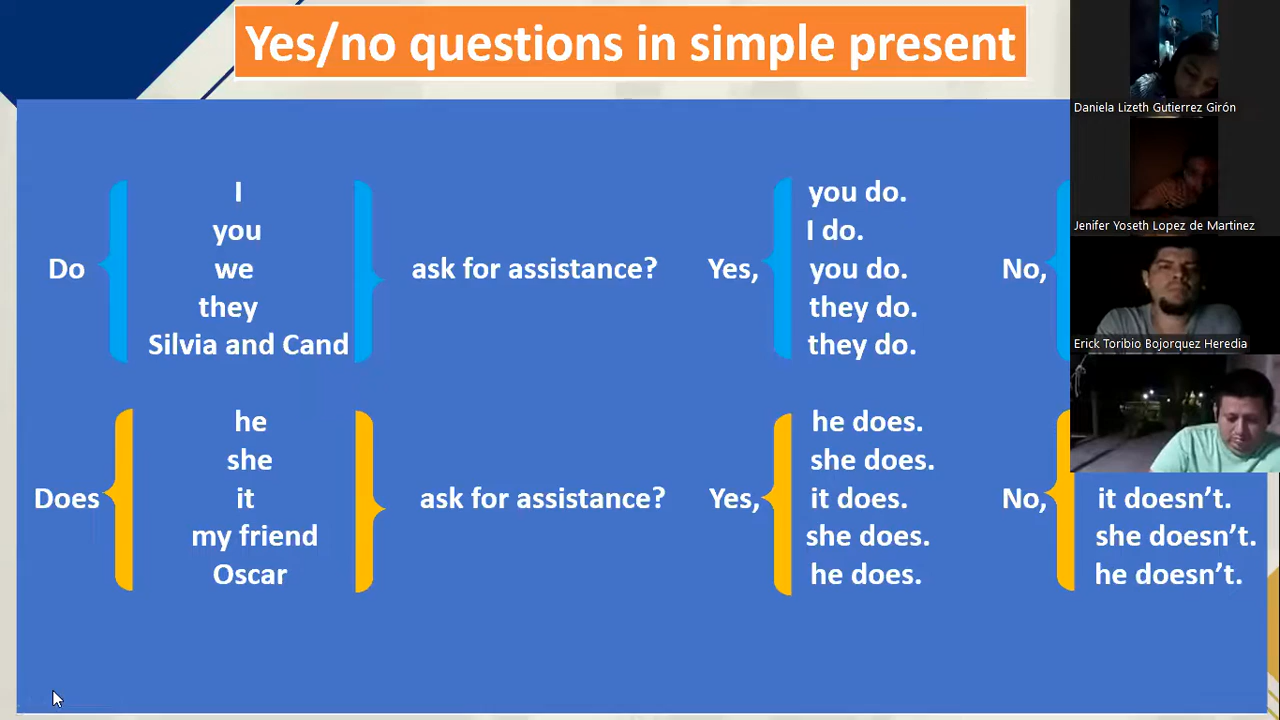 Yes/no questions in simple present
Do
I
you
we
they
Silvia and Cand
ask for assistance?
Yes,
you do.
I do.
you do.
they do.
they do.
No,
Does
he
she
it
my friend
Oscar
ask for assistance?
Yes,
he does.
she does.
it does.
she does.
he does.
No,
it doesn’t.
she doesn’t.
he doesn’t.
Daniela Lizeth Gutierrez Girón
Jenifer Yoseth Lopez de Martinez
Erick Toribio Bojorquez Heredia